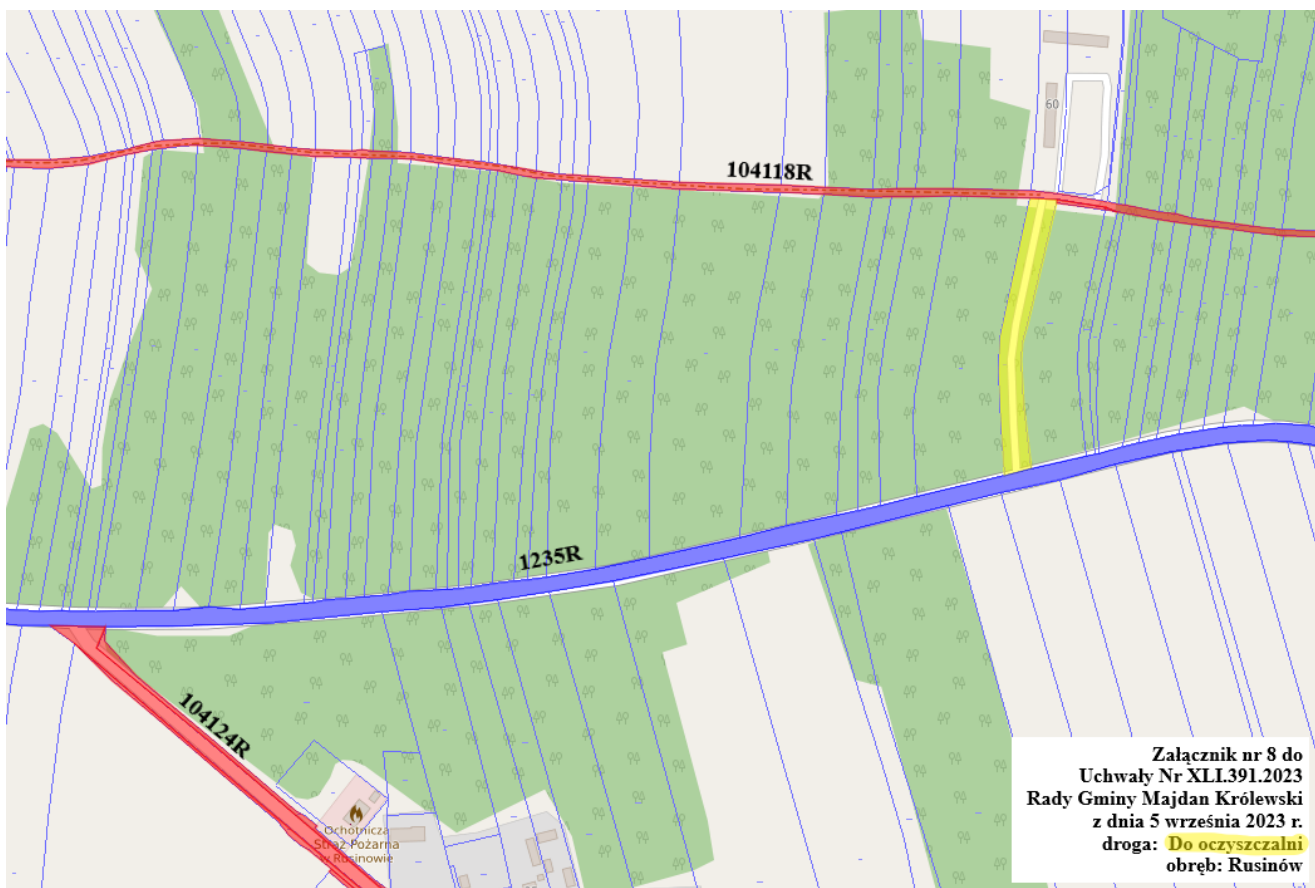 60
104118R
1235R
104124R
Ochotnicza
Straż Pożarna
w Rusinowie
Załącznik nr 8 do
Uchwały Nr XLI.391.2023
Rady Gminy Majdan Królewski
z dnia 5 września 2023 r.
droga: Do oczyszczalni
obręb: Rusinów